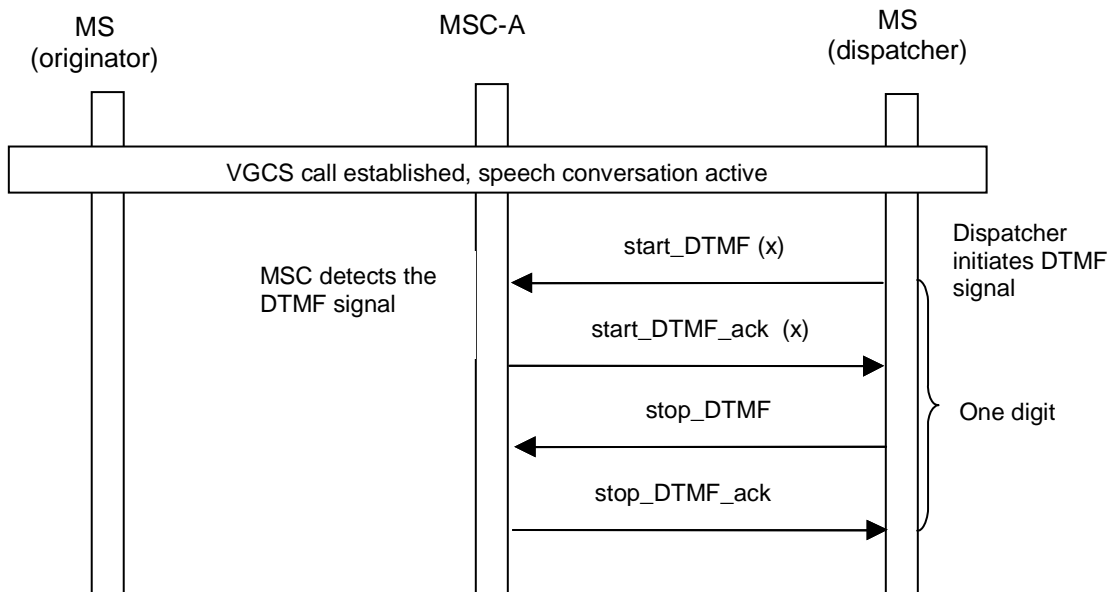 MS
(originator)
MSC-A
MS
(dispatcher)
VGCS call established, speech conversation active
start_DTMF (x)
Dispatcher
initiates DTMF
signal
MSC detects the
DTMF signal
start_DTMF_ack (x)
stop_DTMF
One digit
stop_DTMF_ack